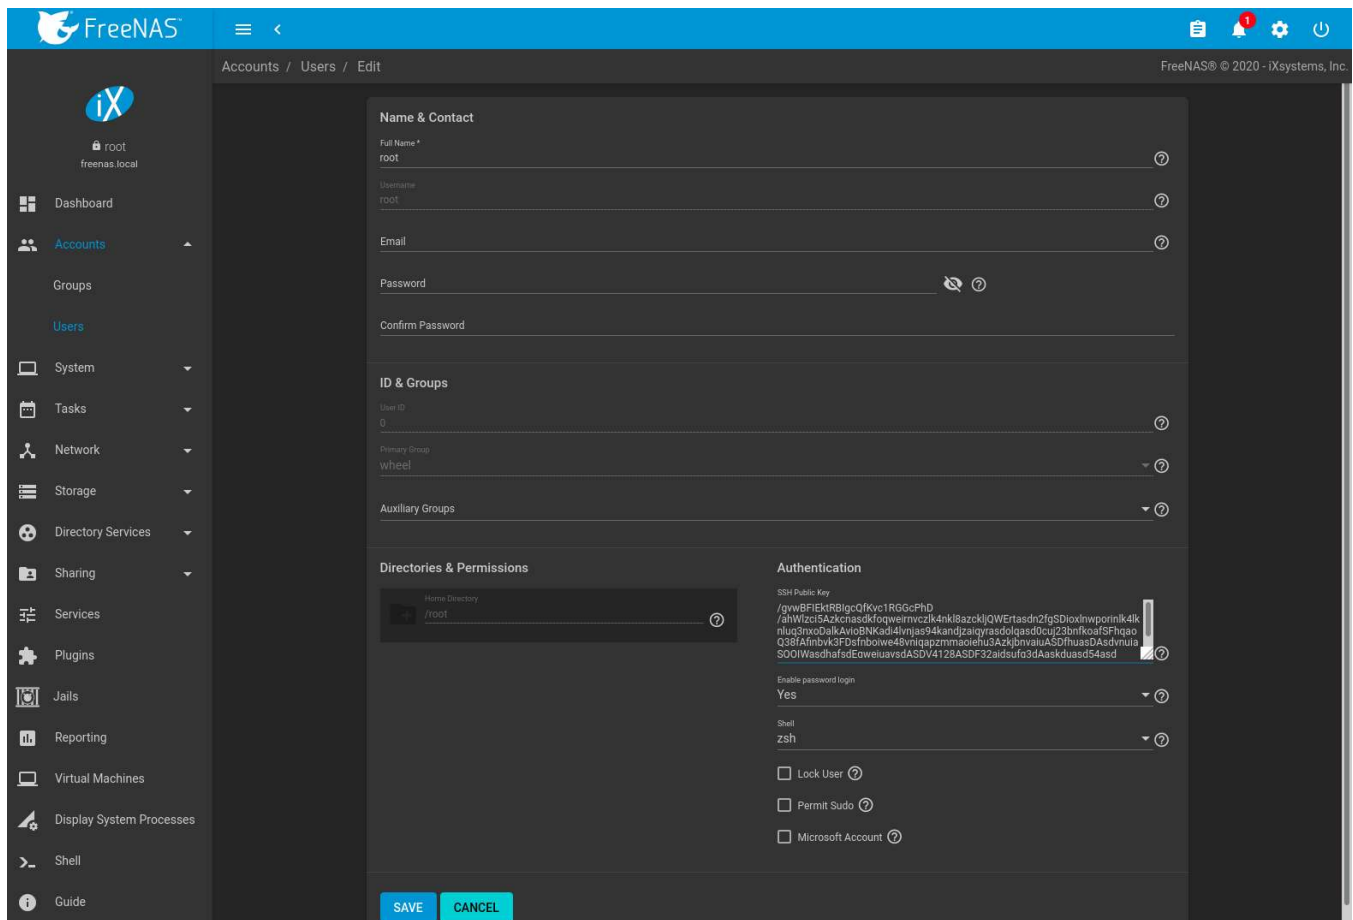 FreeNAS
1
Accounts / Users / Edit
FreeNAS® © 2020 - iXsystems, Inc.
iX
root
freenas.local
Dashboard
Accounts
Groups
Users
System
Tasks
Network
Storage
Directory Services
Sharing
Services
Plugins
Jails
Reporting
Virtual Machines
Display System Processes
Shell
Guide
Name & Contact
Full Name *
root
Username
root
Email
Password
Confirm Password
ID & Groups
User ID
0
Primary Group
wheel
Auxiliary Groups
Directories & Permissions
Home Directory
/root
Authentication
SSH Public Key
/gvwBFIEktRBIgcQfKvc1RGGcPhD
Enable password login
Yes
Shell
zsh
Lock User
Permit Sudo
Microsoft Account
SAVE
CANCEL